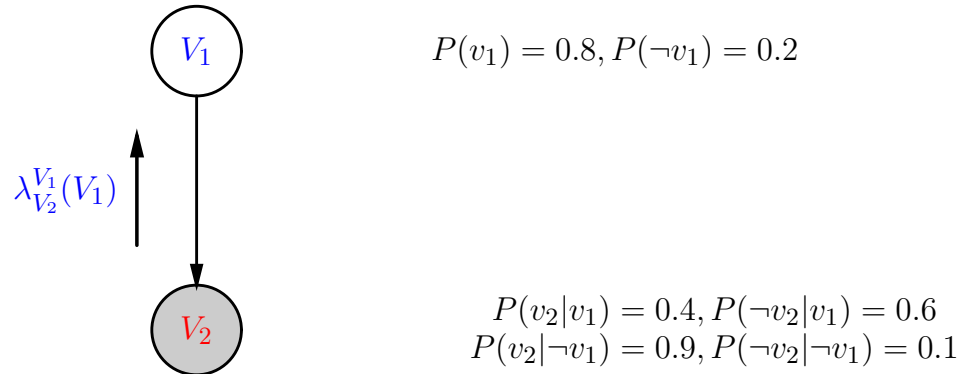 V₁
P(v₁) = 0.8, P(¬v₁) = 0.2
λ_{V₂}^{V₁}(V₁)
V₂
P(v₂|v₁) = 0.4, P(¬v₂|v₁) = 0.6
P(v₂|¬v₁) = 0.9, P(¬v₂|¬v₁) = 0.1